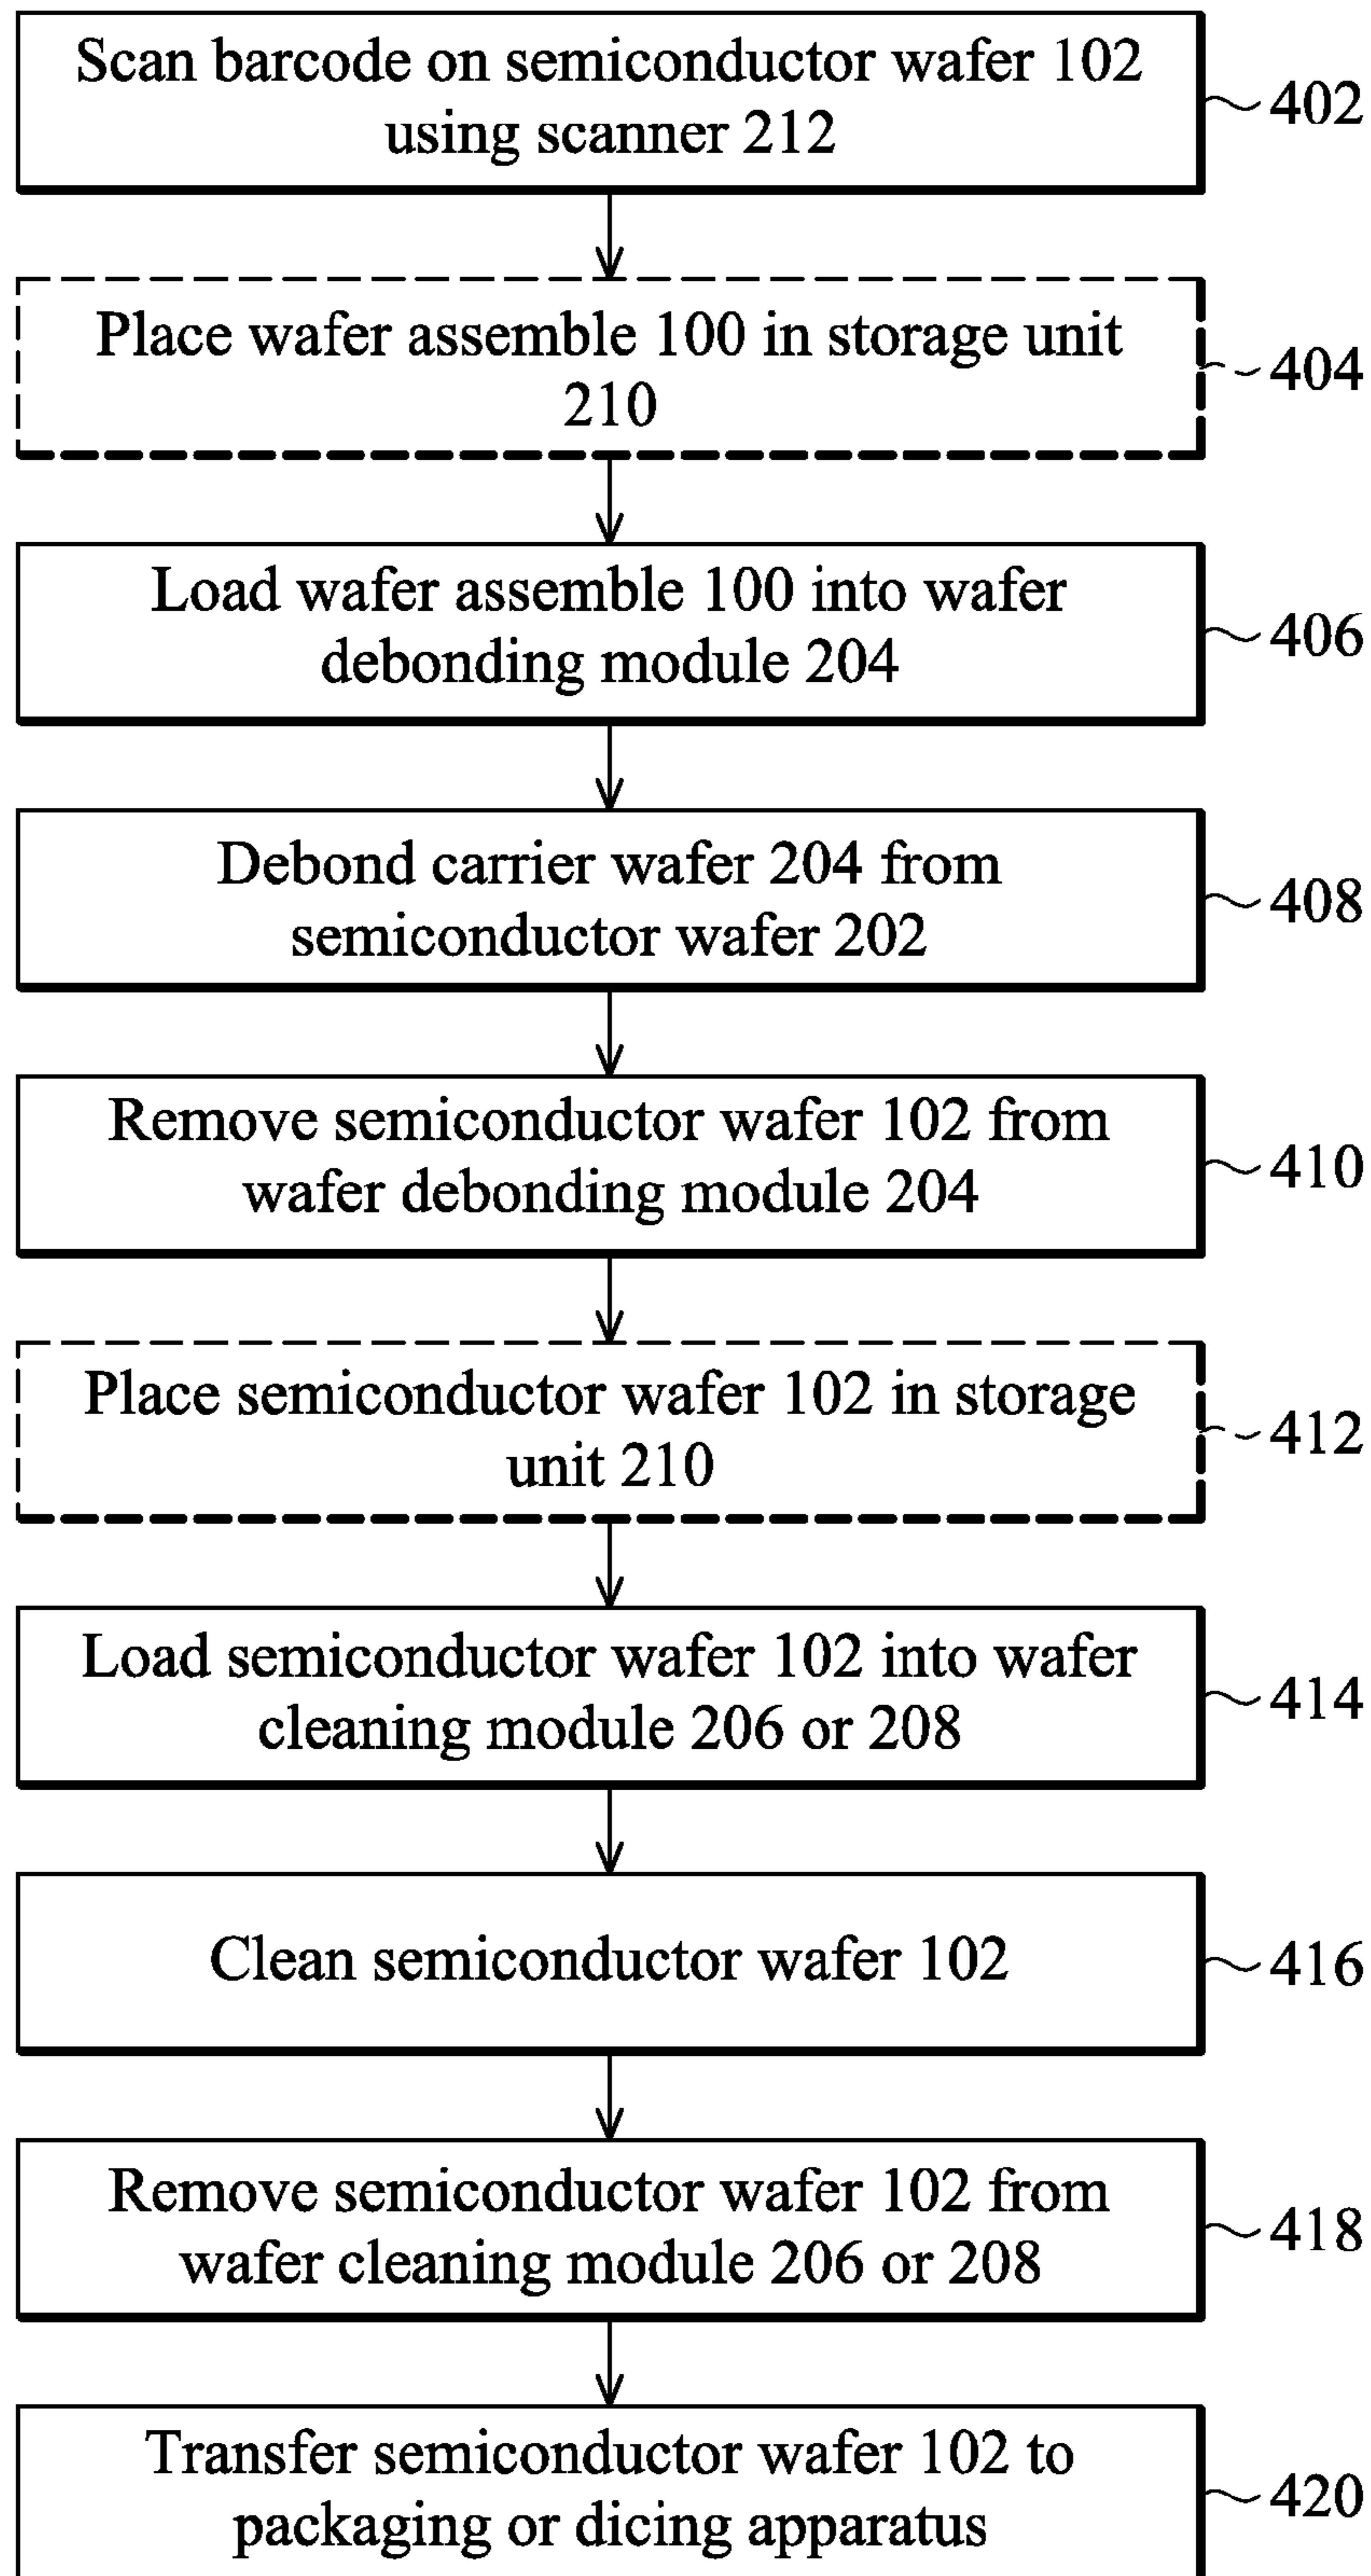 Scan barcode on semiconductor wafer 102
using scanner 212
402
Place wafer assemble 100 in storage unit
210
404
Load wafer assemble 100 into wafer
debonding module 204
406
Debond carrier wafer 204 from
semiconductor wafer 202
408
Remove semiconductor wafer 102 from
wafer debonding module 204
410
Place semiconductor wafer 102 in storage
unit 210
412
Load semiconductor wafer 102 into wafer
cleaning module 206 or 208
414
Clean semiconductor wafer 102
416
Remove semiconductor wafer 102 from
wafer cleaning module 206 or 208
418
Transfer semiconductor wafer 102 to
packaging or dicing apparatus
420